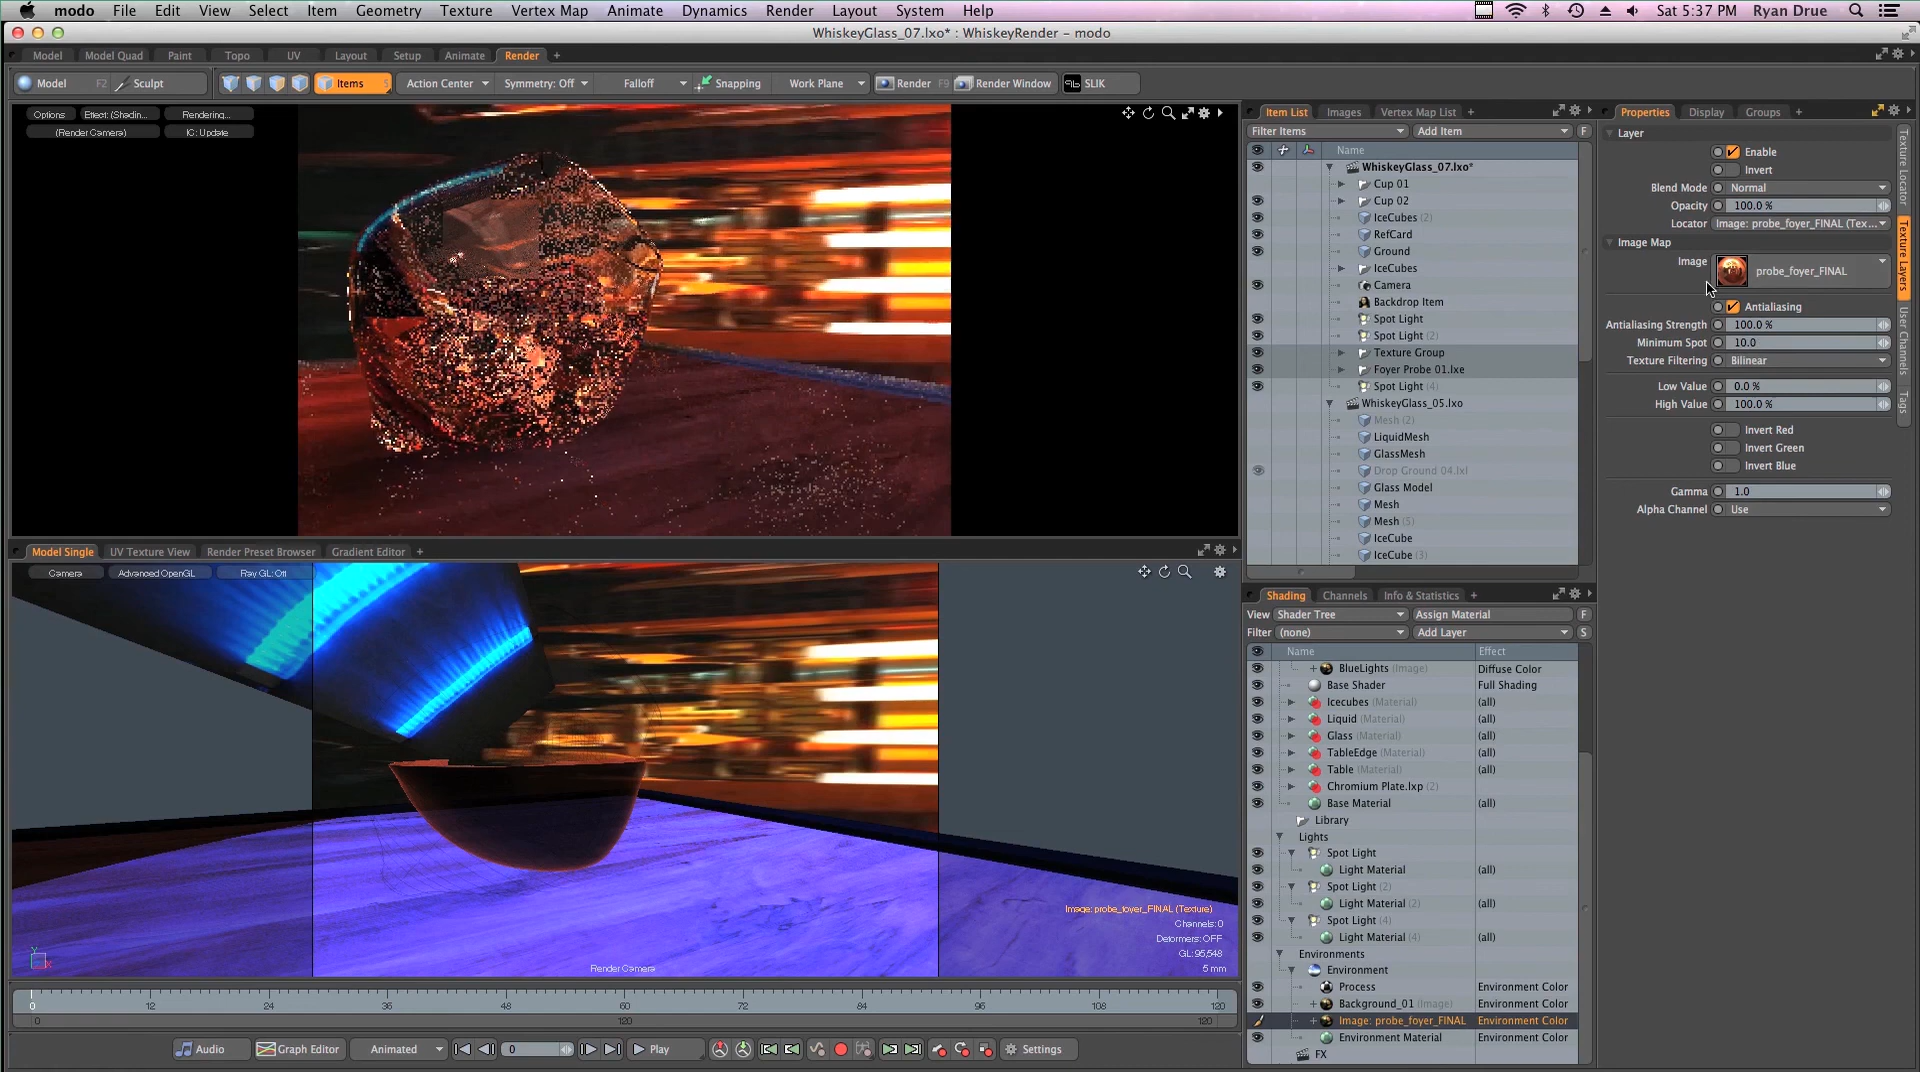 modo File Edit View Select Item Geometry Texture Vertex Map Animate Dynamics Render Layout System Help Sat 5:37 PM Ryan Drue
WhiskeyGlass_07.lxo* : WhiskeyRender – modo
Model Model Quad Paint Topo UV Layout Setup Animate Render +
Model F2 Sculpt Items 5 Action Center Symmetry: Off Falloff Snapping Work Plane Render F9 Render Window SLIK
Options Effect: (Shadin... Rendering...
(Render Camera) IC: Update
Model Single UV Texture View Render Preset Browser Gradient Editor +
Camera Advanced OpenGL Ray GL: Off
Image: probe_foyer_FINAL (Texture)
Channels: 0
Deformers: OFF
GL: 95,548
5 mm
Render Camera
Y
X
0 12 24 36 48 60 72 84 96 108 120
0 120 120
Audio Graph Editor Animated 0 Play Settings
Item List Images Vertex Map List +
Filter Items Add Item F
Name
WhiskeyGlass_07.lxo*
Cup 01
Cup 02
IceCubes (2)
RefCard
Ground
IceCubes
Camera
Backdrop Item
Spot Light
Spot Light (2)
Texture Group
Foyer Probe 01.lxe
Spot Light (4)
WhiskeyGlass_05.lxo
Mesh (2)
LiquidMesh
GlassMesh
Drop Ground 04.lxl
Glass Model
Mesh
Mesh (5)
IceCube
IceCube (3)
Shading Channels Info & Statistics +
View Shader Tree Assign Material F
Filter (none) Add Layer S
Name Effect
BlueLights (Image) Diffuse Color
Base Shader Full Shading
Icecubes (Material) (all)
Liquid (Material) (all)
Glass (Material) (all)
TableEdge (Material) (all)
Table (Material) (all)
Chromium Plate.lxp (2) (all)
Base Material (all)
Library
Lights
Spot Light
Light Material (all)
Spot Light (2)
Light Material (2) (all)
Spot Light (4)
Light Material (4) (all)
Environments
Environment
Process Environment Color
Background_01 (Image) Environment Color
Image: probe_foyer_FINAL Environment Color
Environment Material Environment Color
FX
Properties Display Groups +
Layer
Enable
Invert
Blend Mode Normal
Opacity 100.0 %
Locator Image: probe_foyer_FINAL (Tex...
Image Map
Image probe_foyer_FINAL
Antialiasing
Antialiasing Strength 100.0 %
Minimum Spot 10.0
Texture Filtering Bilinear
Low Value 0.0 %
High Value 100.0 %
Invert Red
Invert Green
Invert Blue
Gamma 1.0
Alpha Channel Use
Texture Locator
Texture Layers
User Channels
Tags